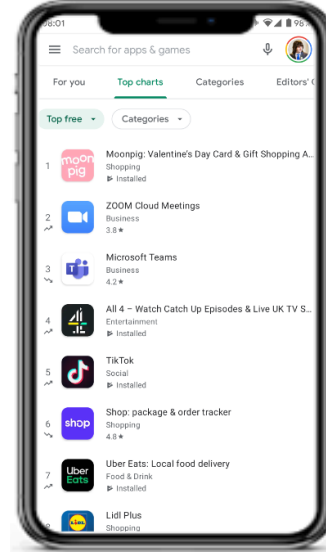 08:01
98%
Search for apps & games
For you Top charts Categories Editors'
Top free Categories
1
moon
pig
Moonpig: Valentine's Day Card & Gift Shopping A...
Shopping
Installed
2
ZOOM Cloud Meetings
Business
3.8★
3
Microsoft Teams
Business
4.2★
4
All 4 – Watch Catch Up Episodes & Live UK TV S...
Entertainment
Installed
5
TikTok
Social
Installed
6
shop
Shop: package & order tracker
Shopping
4.8★
7
Uber
Eats
Uber Eats: Local food delivery
Food & Drink
Installed
LIDL
Lidl Plus
Shopping